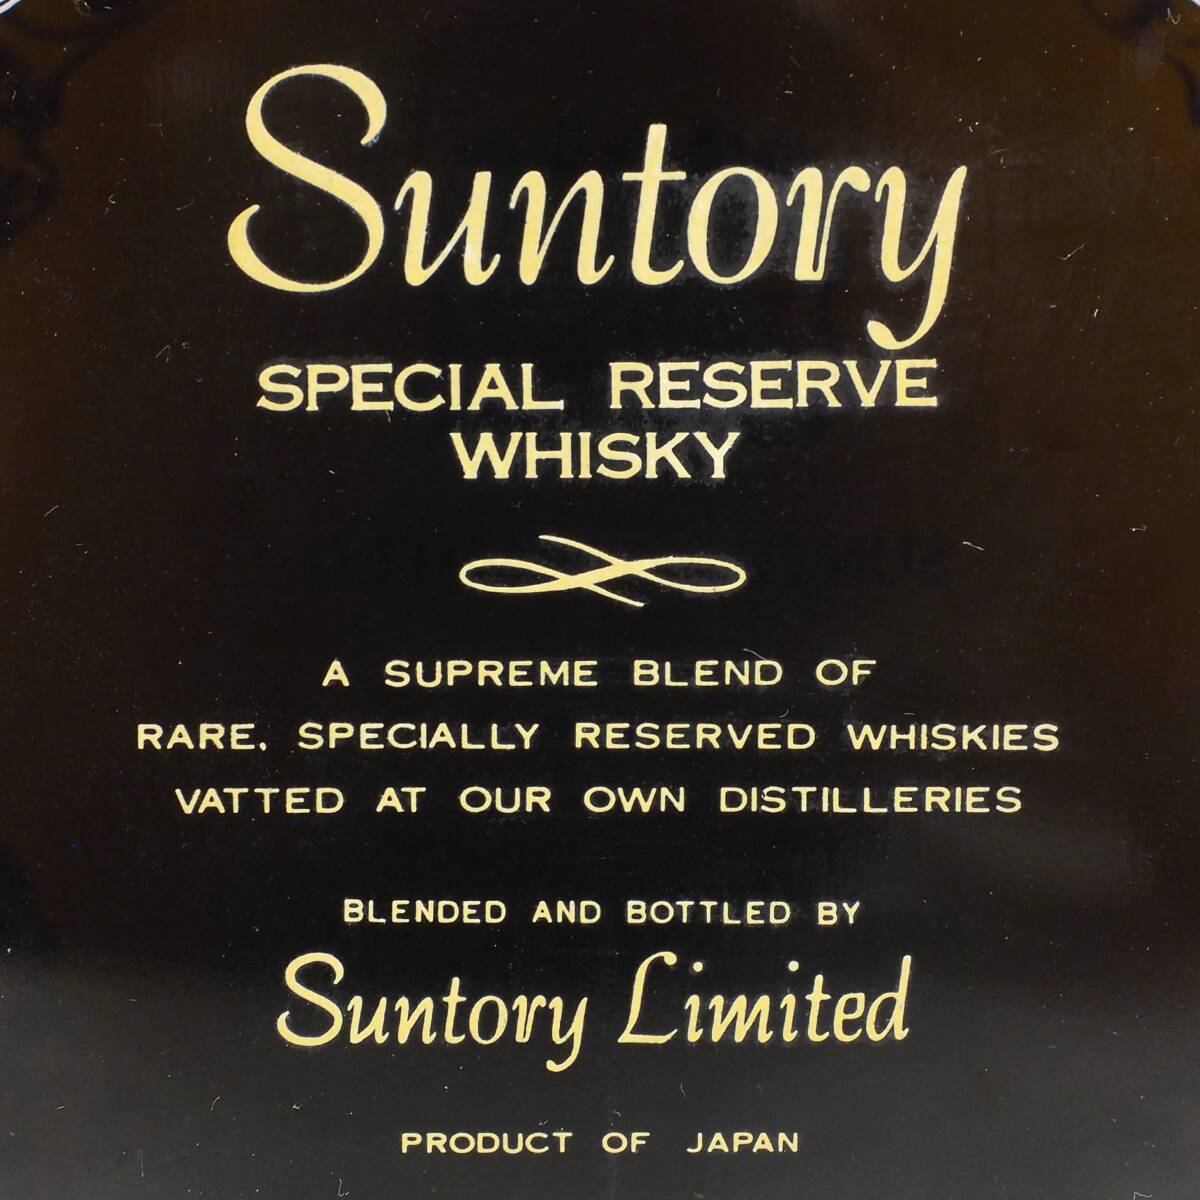 Suntory
SPECIAL RESERVE
WHISKY
A SUPREME BLEND OF
RARE, SPECIALLY RESERVED WHISKIES
VATTED AT OUR OWN DISTILLERIES
BLENDED AND BOTTLED BY
Suntory Limited
PRODUCT OF JAPAN